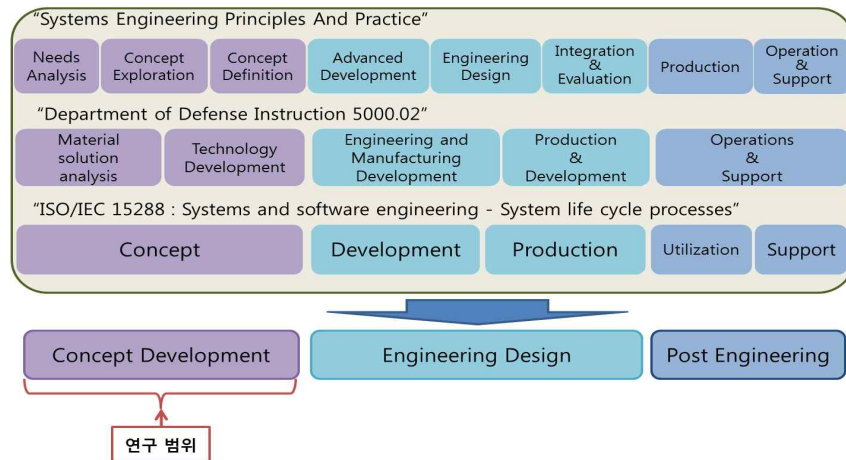 “Systems Engineering Principles And Practice”
Needs
Analysis
Concept
Exploration
Concept
Definition
Advanced
Development
Engineering
Design
Integration
&
Evaluation
Production
Operation
&
Support
“Department of Defense Instruction 5000.02”
Material
solution
analysis
Technology
Development
Engineering and
Manufacturing
Development
Production
&
Development
Operations
&
Support
“ISO/IEC 15288 : Systems and software engineering - System life cycle processes”
Concept
Development
Production
Utilization
Support
Concept Development
Engineering Design
Post Engineering
연구 범위